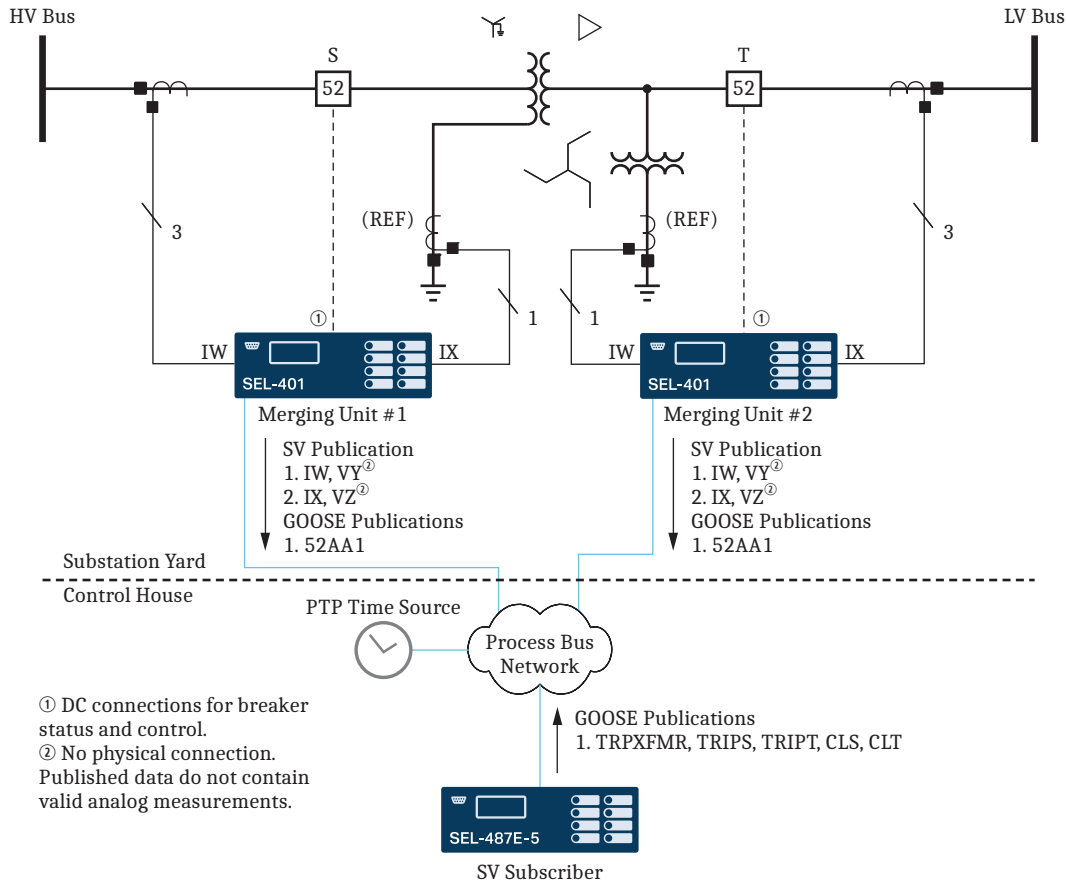 HV Bus
LV Bus
S
T
52
52
(REF)
(REF)
3
3
1
1
①
①
IW
IX
IW
IX
SEL-401
SEL-401
Merging Unit #1
SV Publication
1. IW, VY②
2. IX, VZ②
GOOSE Publications
1. 52AA1
Merging Unit #2
SV Publication
1. IW, VY②
2. IX, VZ②
GOOSE Publications
1. 52AA1
Substation Yard
Control House
PTP Time Source
Process Bus
Network
① DC connections for breaker
status and control.
② No physical connection.
Published data do not contain
valid analog measurements.
GOOSE Publications
1. TRPXFMR, TRIPS, TRIPT, CLS, CLT
SEL-487E-5
SV Subscriber